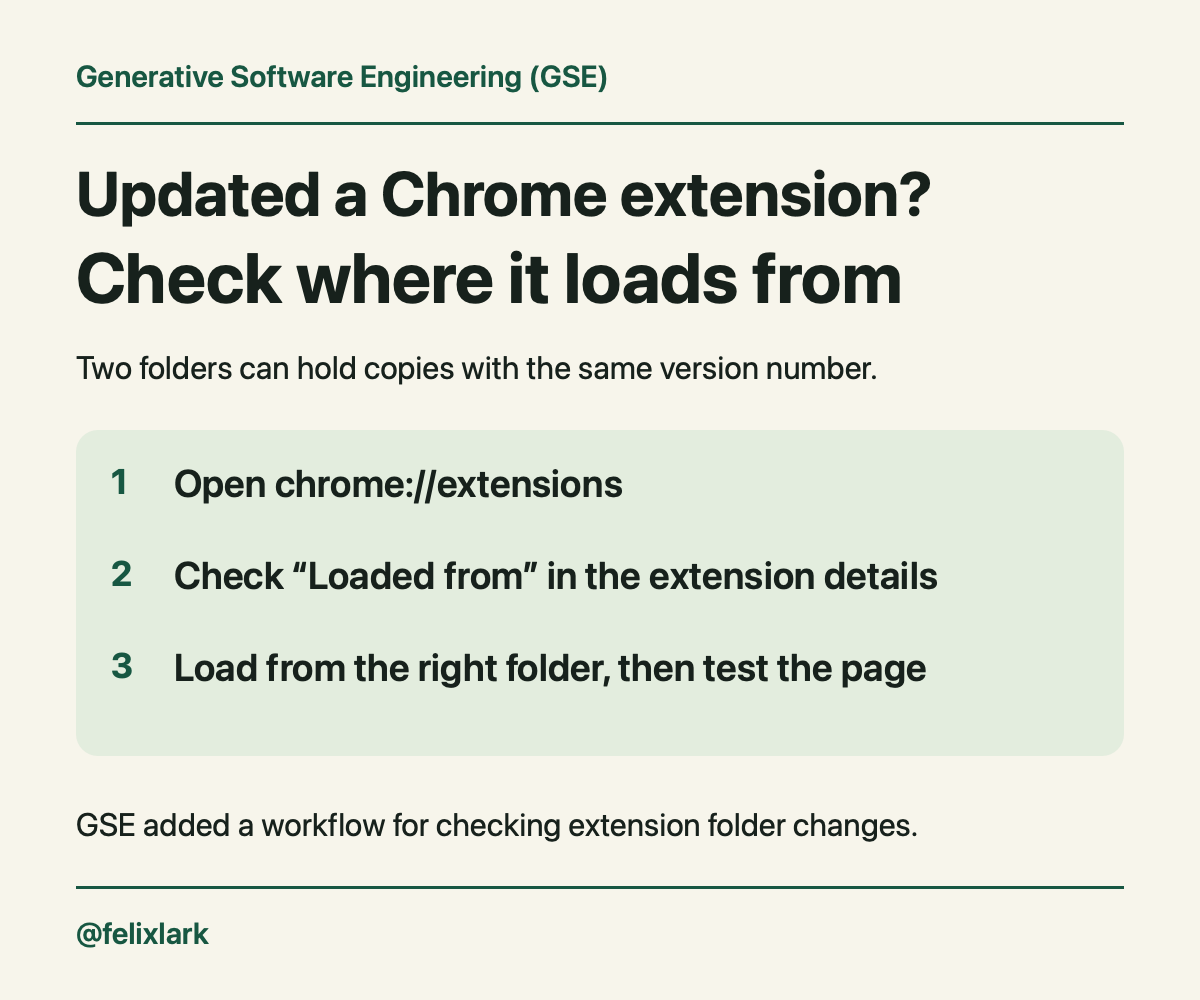 Generative Software Engineering (GSE)
Updated a Chrome extension?
Check where it loads from
Two folders can hold copies with the same version number.
1 Open chrome://extensions
2 Check “Loaded from” in the extension details
3 Load from the right folder, then test the page
GSE added a workflow for checking extension folder changes.
@felixlark